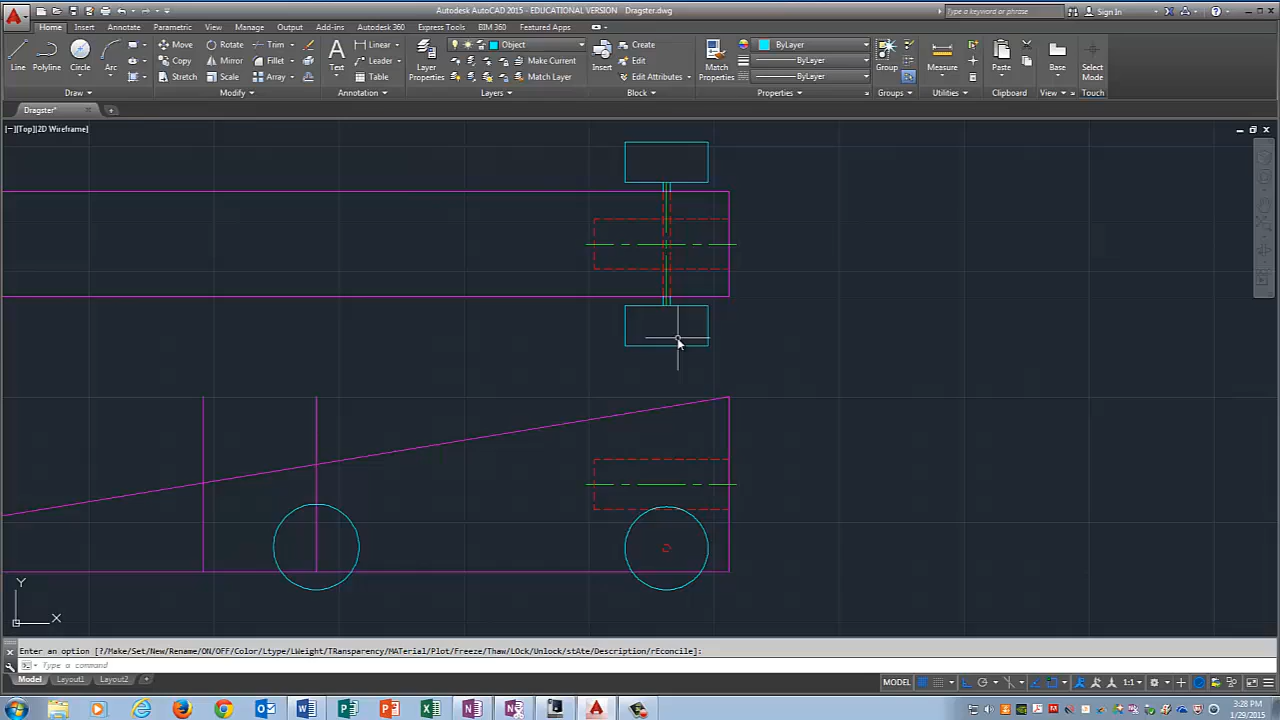 Autodesk AutoCAD 2015 - EDUCATIONAL VERSION Dragster.dwg
Type a keyword or phrase
Sign In
Home Insert Annotate Parametric View Manage Output Add-ins Autodesk 360 Express Tools BIM 360 Featured Apps
Line Polyline Circle Arc
Move Rotate Trim
Copy Mirror Fillet
Stretch Scale Array
Text Linear
Leader
Table
Layer Properties
Object
Make Current
Match Layer
Insert Create
Edit
Edit Attributes
Match Properties
ByLayer
ByLayer
ByLayer
Group Measure Paste Base Select Mode
Draw Modify Annotation Layers Block Properties Groups Utilities Clipboard View Touch
Dragster*
[−][Top][2D Wireframe]
Y
X
Enter an option [?/Make/Set/New/Rename/ON/OFF/Color/Ltype/LWeight/TRansparency/MATerial/Plot/Freeze/Thaw/LOck/Unlock/stAte/Description/rEconcile]:
Type a command
Model Layout1 Layout2
MODEL 1:1
3:28 PM
1/29/2015